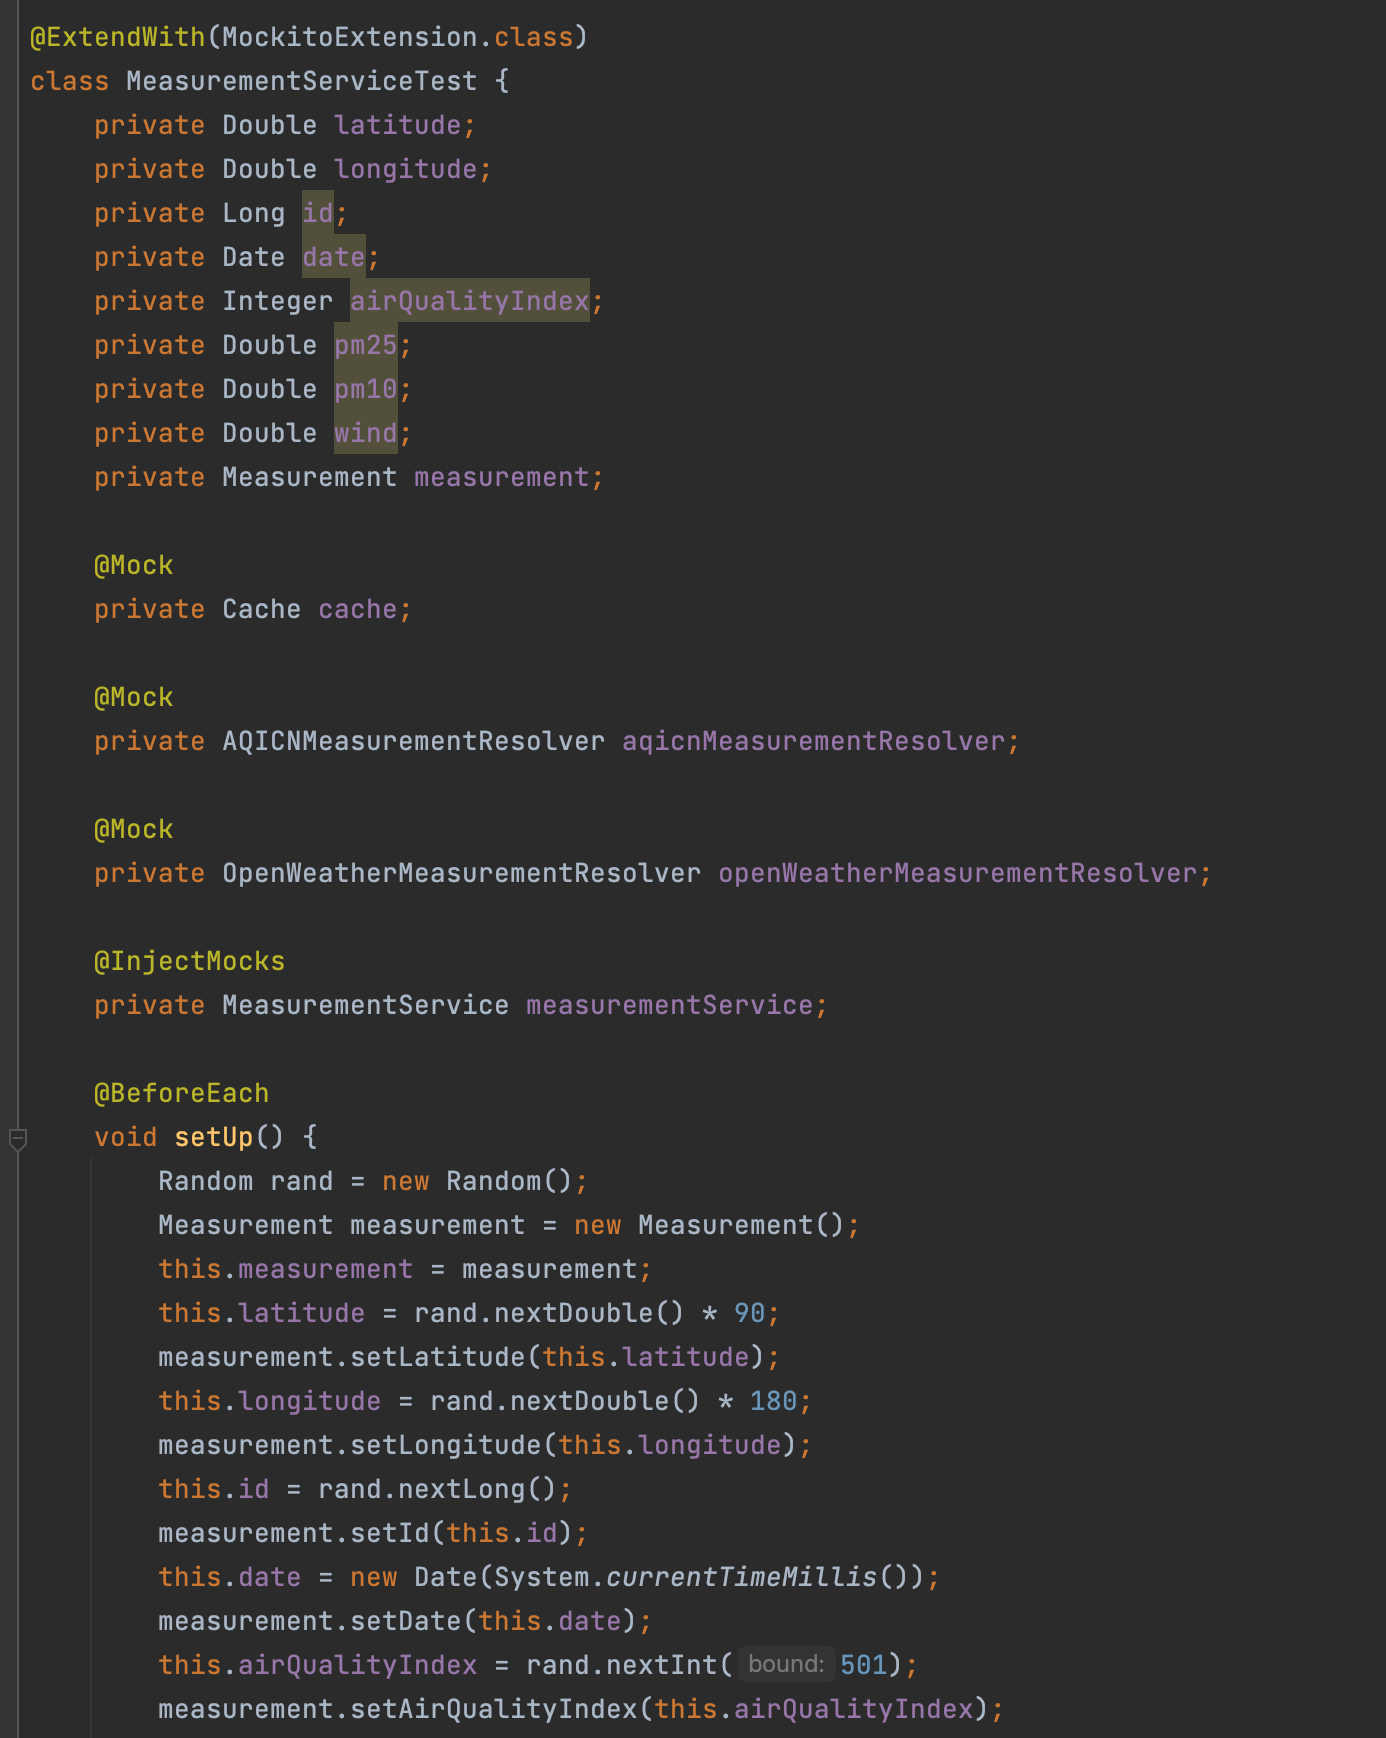 @ExtendWith(MockitoExtension.class)
class MeasurementServiceTest {
    private Double latitude;
    private Double longitude;
    private Long id;
    private Date date;
    private Integer airQualityIndex;
    private Double pm25;
    private Double pm10;
    private Double wind;
    private Measurement measurement;

    @Mock
    private Cache cache;

    @Mock
    private AQICNMeasurementResolver aqicnMeasurementResolver;

    @Mock
    private OpenWeatherMeasurementResolver openWeatherMeasurementResolver;

    @InjectMocks
    private MeasurementService measurementService;

    @BeforeEach
    void setUp() {
        Random rand = new Random();
        Measurement measurement = new Measurement();
        this.measurement = measurement;
        this.latitude = rand.nextDouble() * 90;
        measurement.setLatitude(this.latitude);
        this.longitude = rand.nextDouble() * 180;
        measurement.setLongitude(this.longitude);
        this.id = rand.nextLong();
        measurement.setId(this.id);
        this.date = new Date(System.currentTimeMillis());
        measurement.setDate(this.date);
        this.airQualityIndex = rand.nextInt( bound: 501);
        measurement.setAirQualityIndex(this.airQualityIndex);